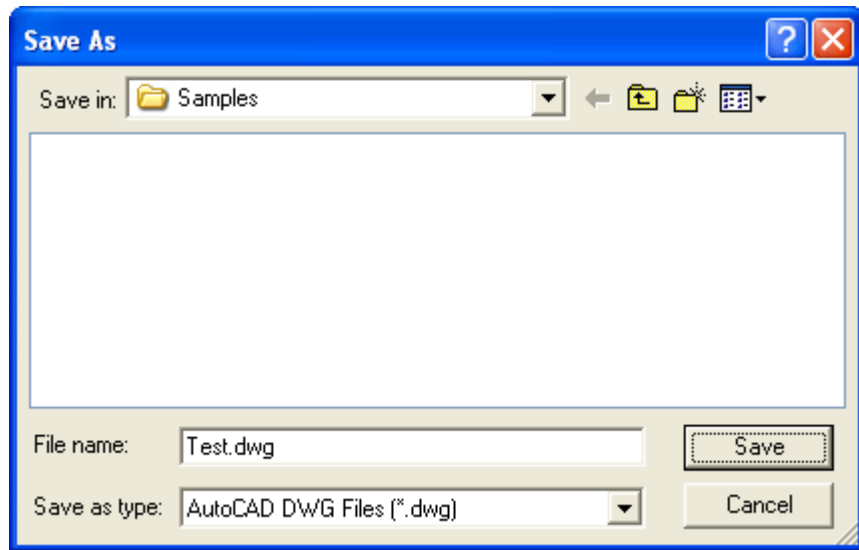 Save As
Save in: Samples
File name: Test.dwg Save
Save as type: AutoCAD DWG Files (*.dwg) Cancel